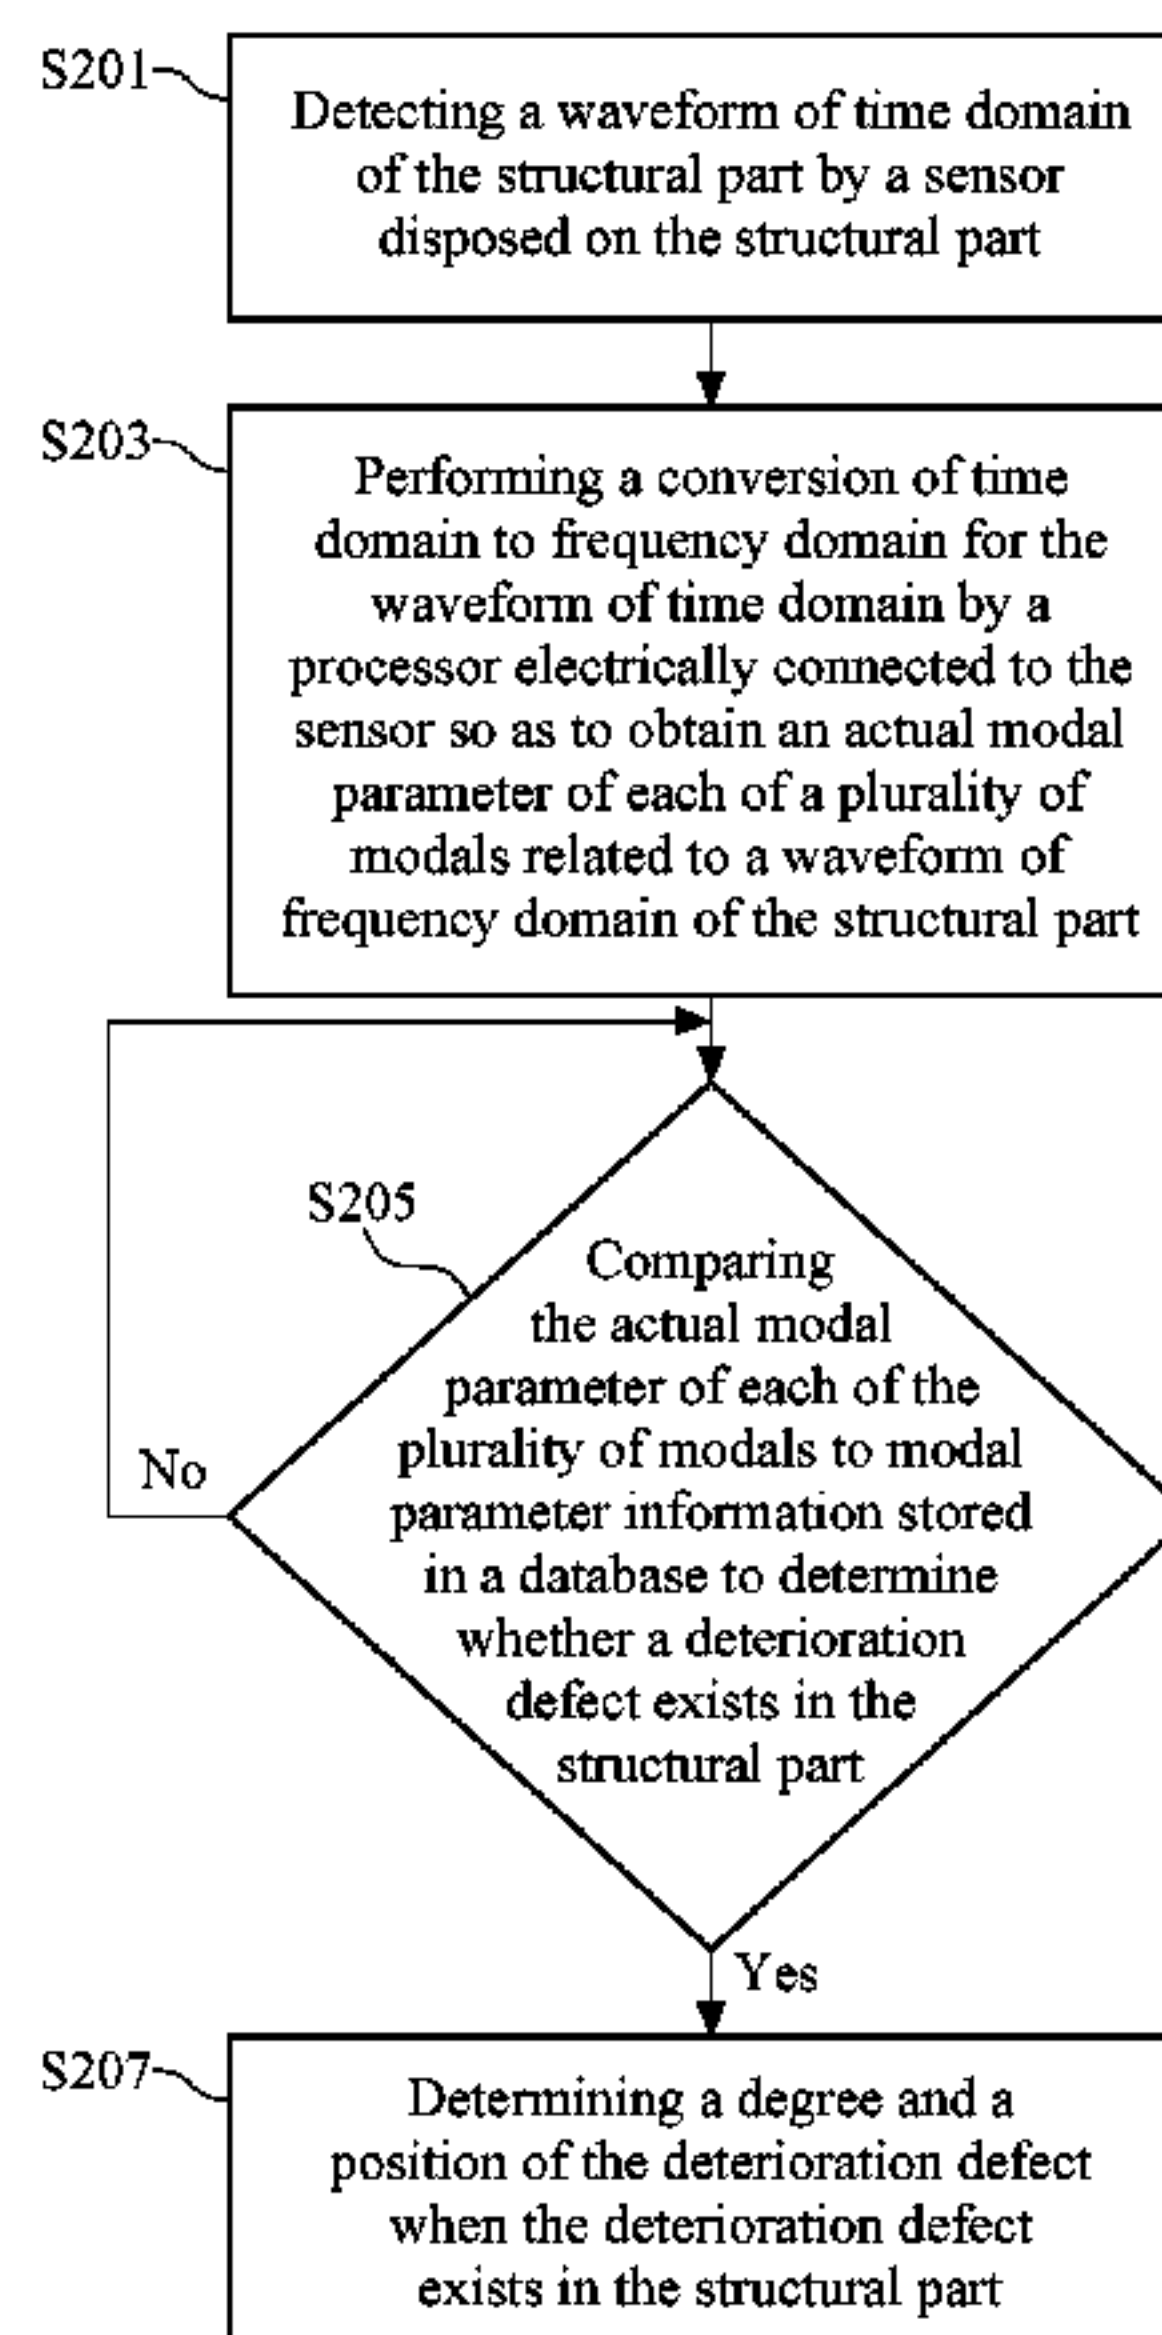 S201
Detecting a waveform of time domain
of the structural part by a sensor
disposed on the structural part
S203
Performing a conversion of time
domain to frequency domain for the
waveform of time domain by a
processor electrically connected to the
sensor so as to obtain an actual modal
parameter of each of a plurality of
modals related to a waveform of
frequency domain of the structural part
S205
Comparing
the actual modal
parameter of each of the
plurality of modals to modal
parameter information stored
in a database to determine
whether a deterioration
defect exists in the
structural part
No
Yes
S207
Determining a degree and a
position of the deterioration defect
when the deterioration defect
exists in the structural part